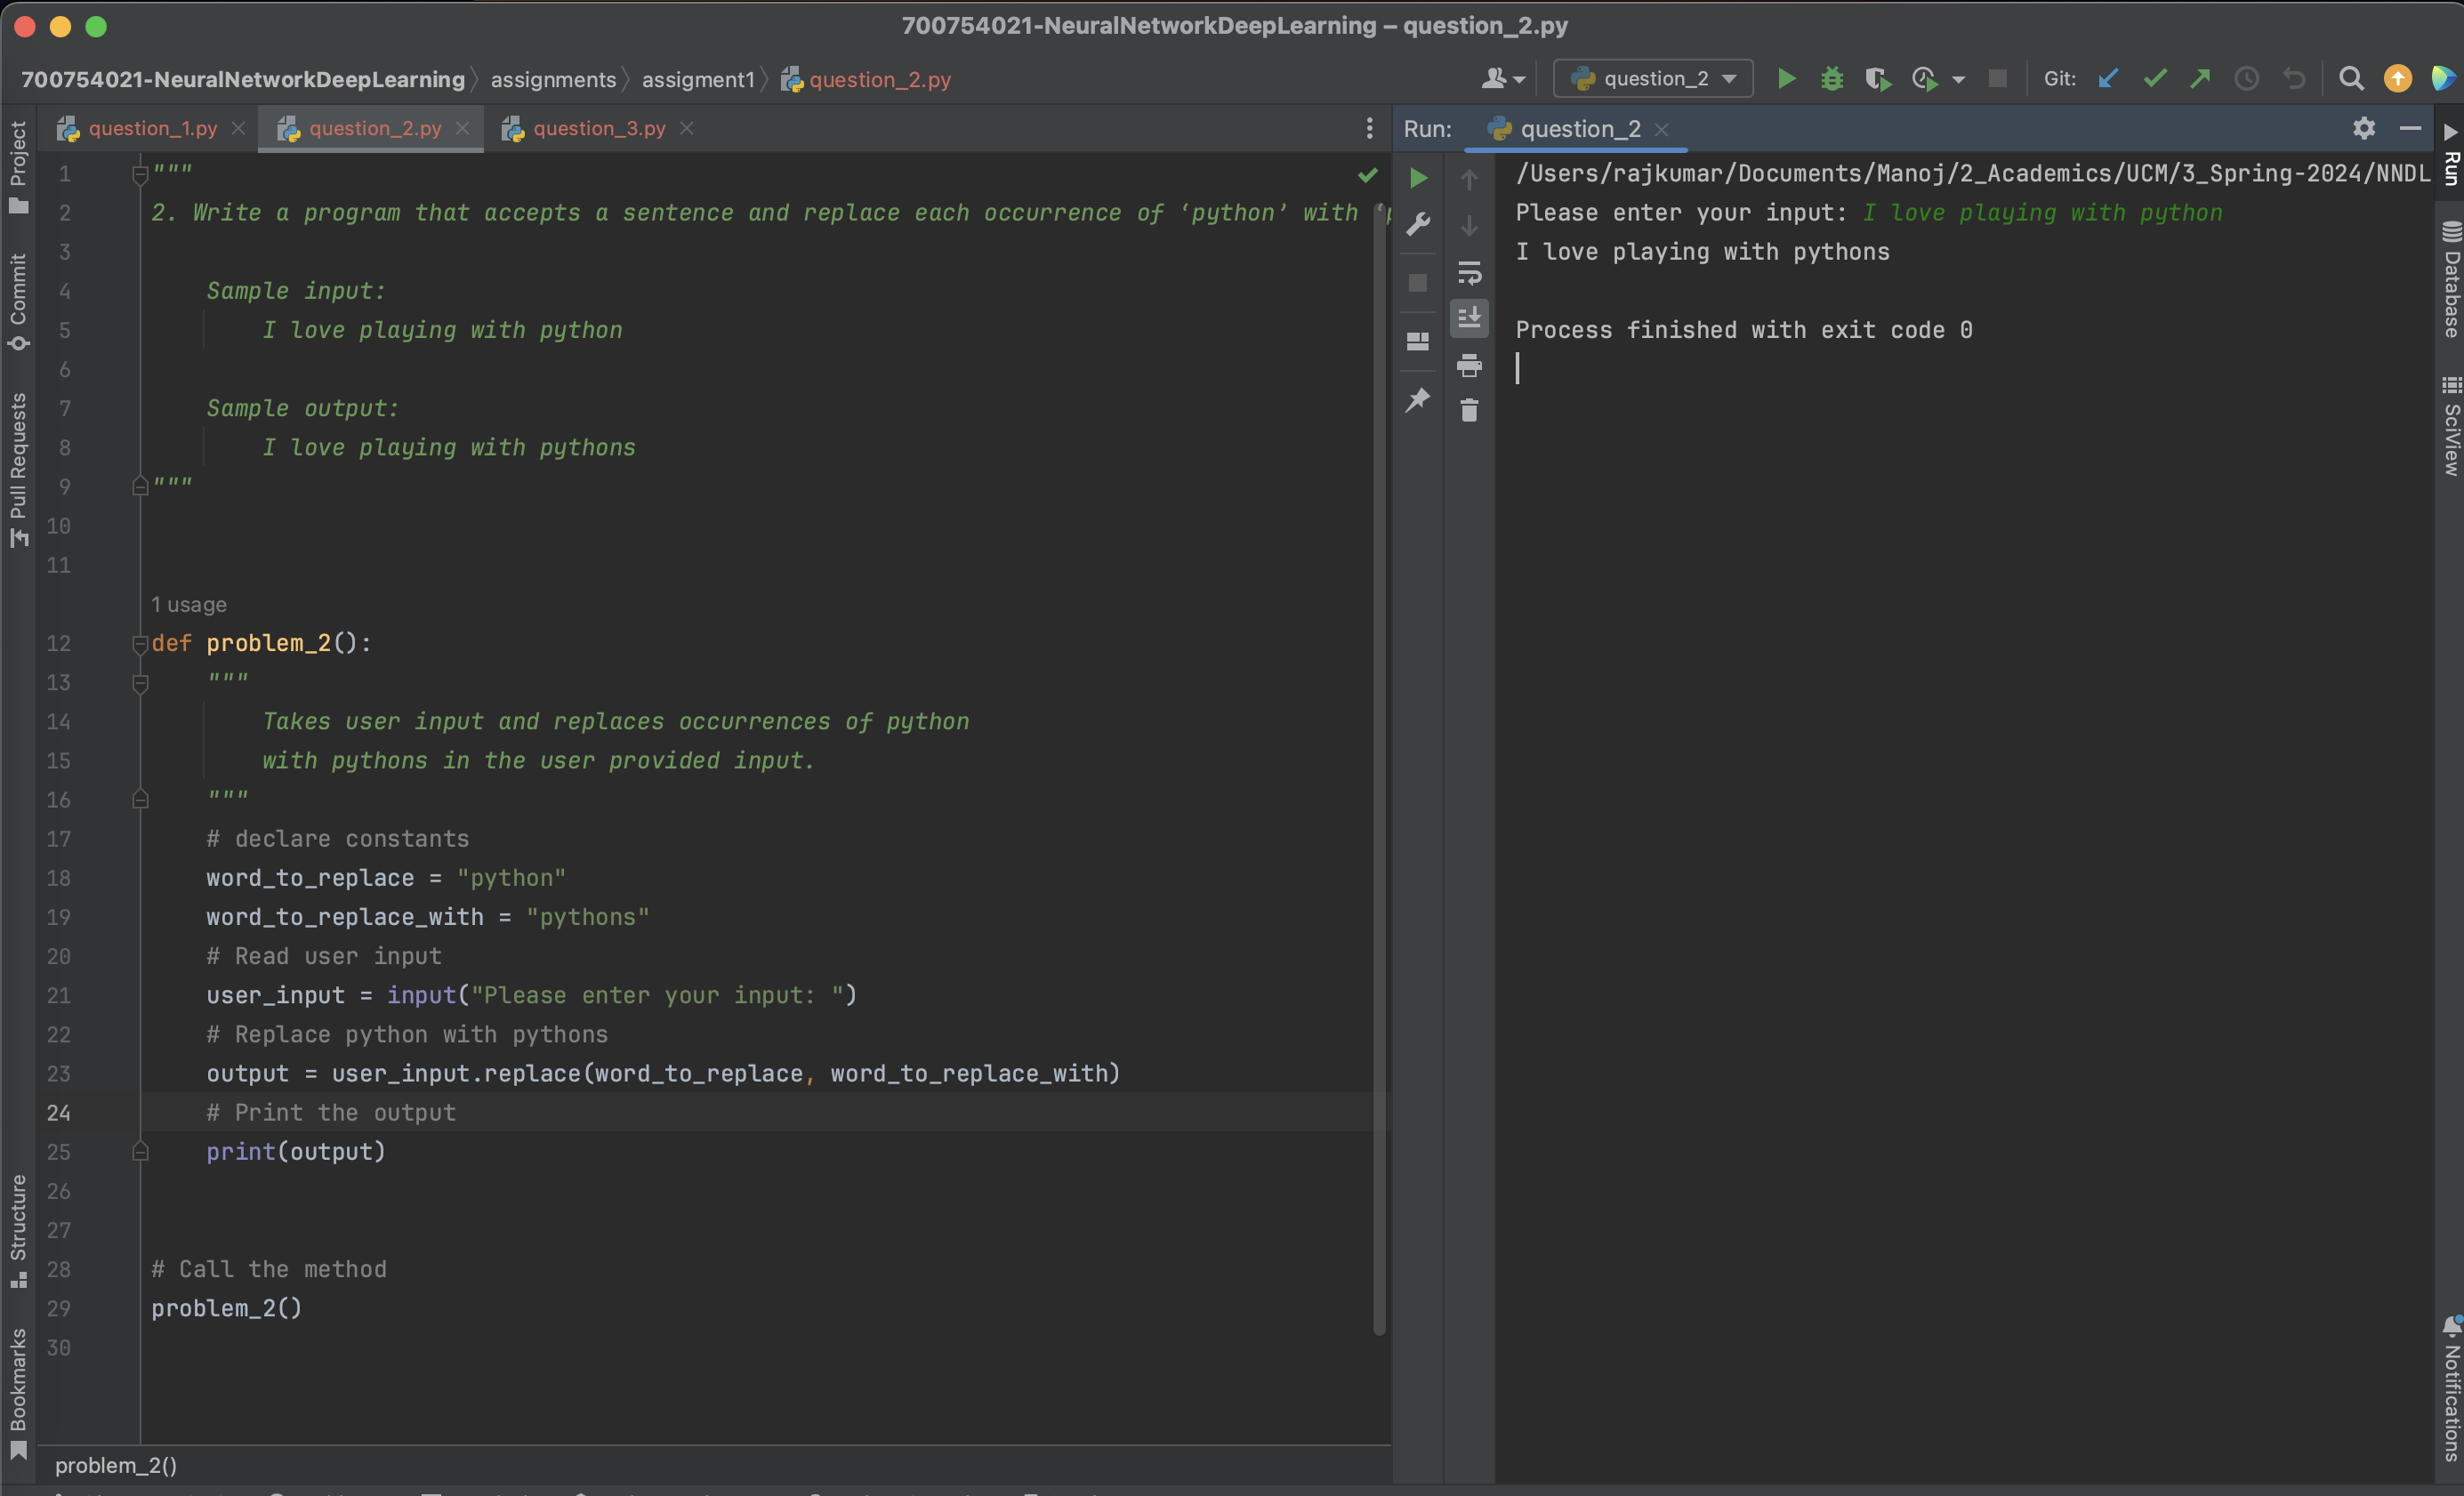 700754021-NeuralNetworkDeepLearning – question_2.py
700754021-NeuralNetworkDeepLearning assignments assigment1 question_2.py
question_2 Git:
question_1.py question_2.py question_3.py
Run: question_2
Project
Commit
Pull Requests
Structure
Bookmarks
1 """
2 2. Write a program that accepts a sentence and replace each occurrence of ‘python’ with ‘p
3
4 Sample input:
5 I love playing with python
6
7 Sample output:
8 I love playing with pythons
9 """
10
11
1 usage
12 def problem_2():
13 """
14 Takes user input and replaces occurrences of python
15 with pythons in the user provided input.
16 """
17 # declare constants
18 word_to_replace = "python"
19 word_to_replace_with = "pythons"
20 # Read user input
21 user_input = input("Please enter your input: ")
22 # Replace python with pythons
23 output = user_input.replace(word_to_replace, word_to_replace_with)
24 # Print the output
25 print(output)
26
27
28 # Call the method
29 problem_2()
30
problem_2()
/Users/rajkumar/Documents/Manoj/2_Academics/UCM/3_Spring-2024/NNDL
Please enter your input: I love playing with python
I love playing with pythons
Process finished with exit code 0
Run
Database
SciView
Notifications